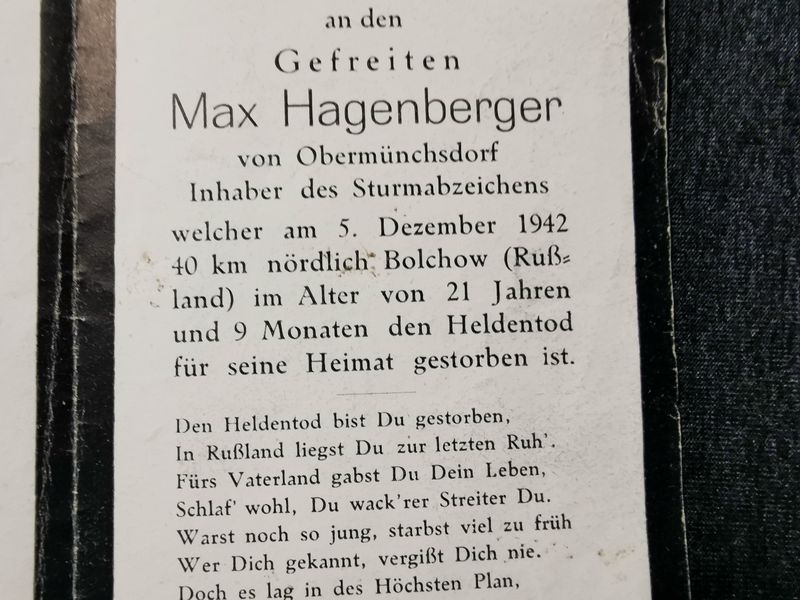 an den
Gefreiten
Max Hagenberger
von Obermünchsdorf
Inhaber des Sturmabzeichens
welcher am 5. Dezember 1942
40 km nördlich Bolchow (Ruß-
land) im Alter von 21 Jahren
und 9 Monaten den Heldentod
für seine Heimat gestorben ist.
Den Heldentod bist Du gestorben,
In Rußland liegst Du zur letzten Ruh'.
Fürs Vaterland gabst Du Dein Leben,
Schlaf' wohl, Du wack'rer Streiter Du.
Warst noch so jung, starbst viel zu früh
Wer Dich gekannt, vergißt Dich nie.
Doch es lag in des Höchsten Plan,